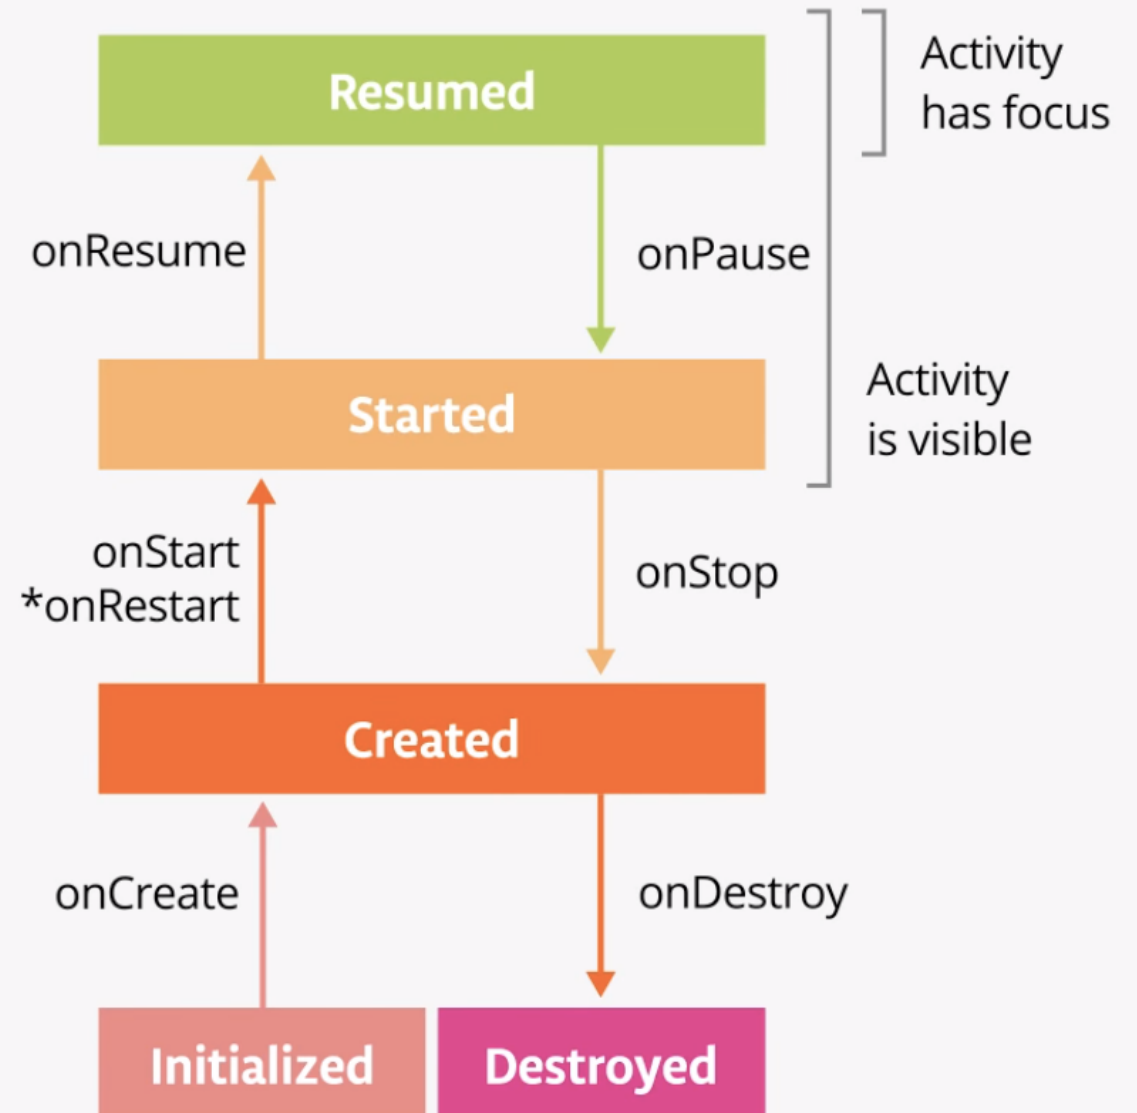 Resumed
Activity
has focus
onResume
onPause
Started
Activity
is visible
onStart
*onRestart
onStop
Created
onCreate
onDestroy
Initialized
Destroyed